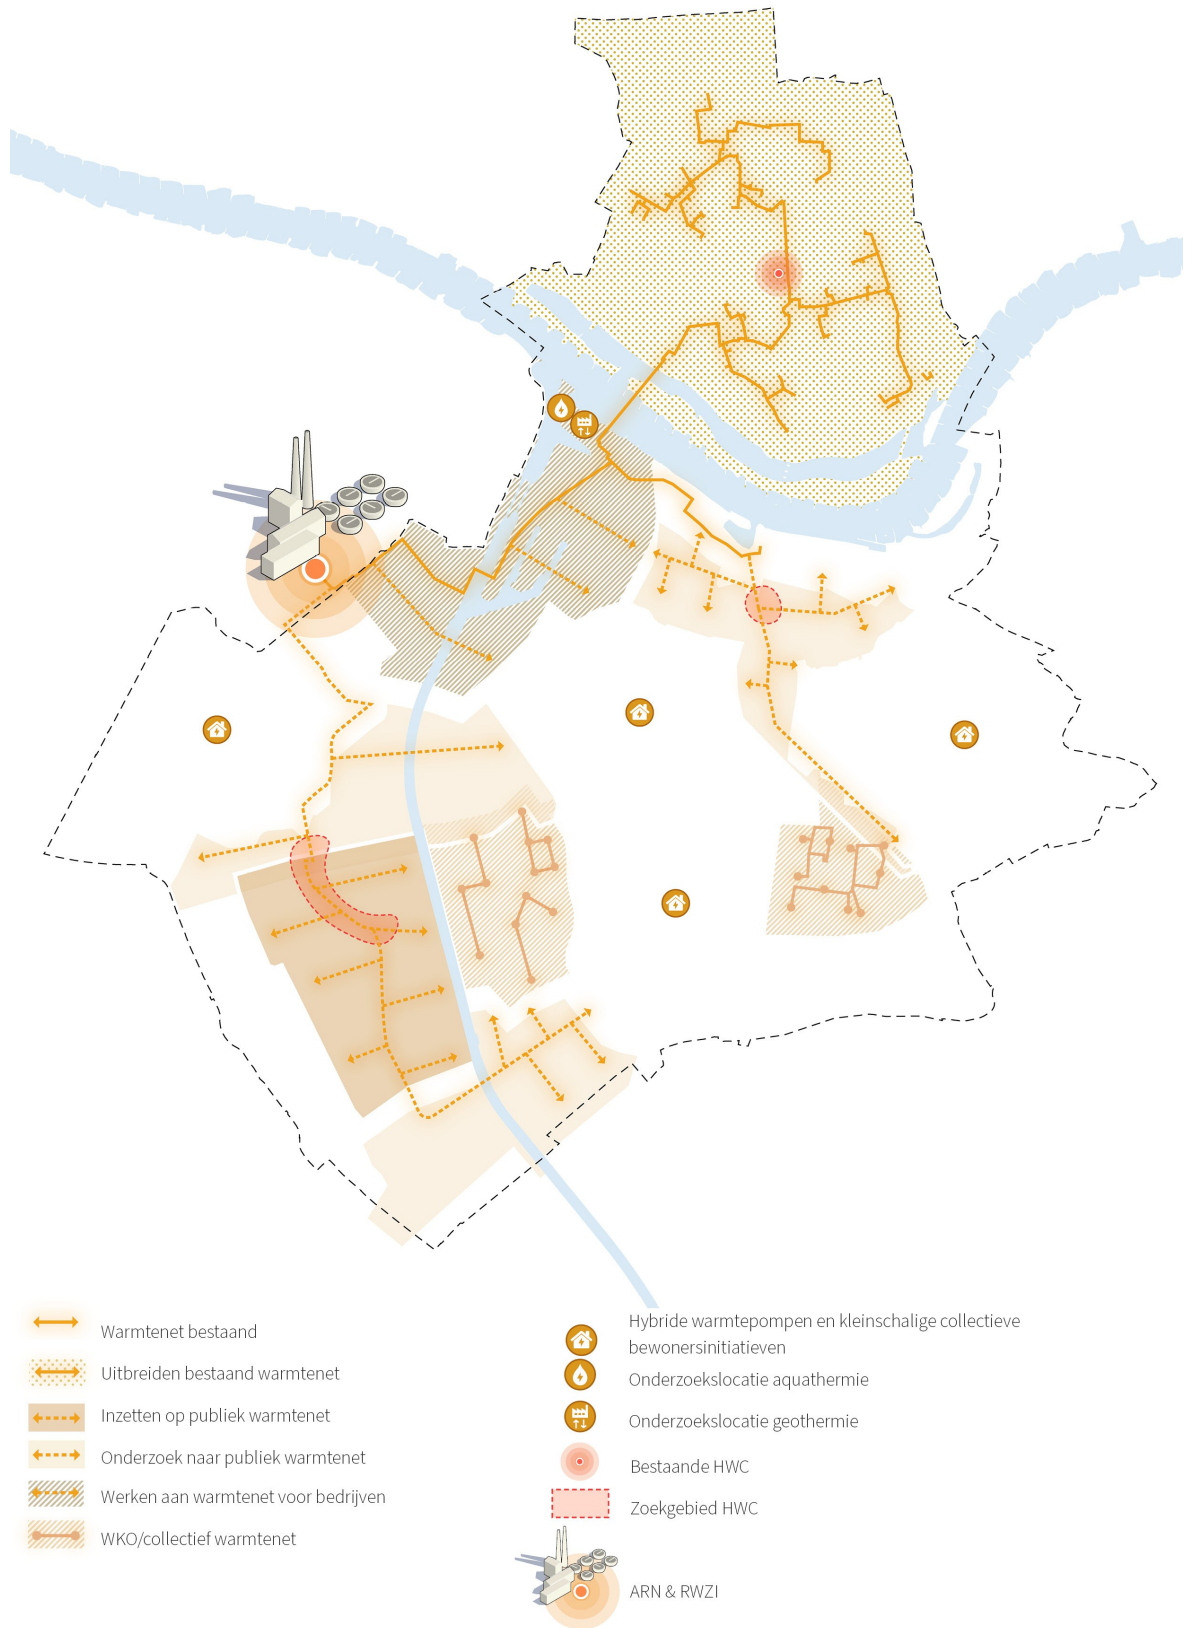 Warmtenet bestaand
Uitbreiden bestaand warmtenet
Inzetten op publiek warmtenet
Onderzoek naar publiek warmtenet
Werken aan warmtenet voor bedrijven
WKO/collectief warmtenet
Hybride warmtepompen en kleinschalige collectieve
bewonersinitiatieven
Onderzoekslocatie aquathermie
Onderzoekslocatie geothermie
Bestaande HWC
Zoekgebied HWC
ARN & RWZI